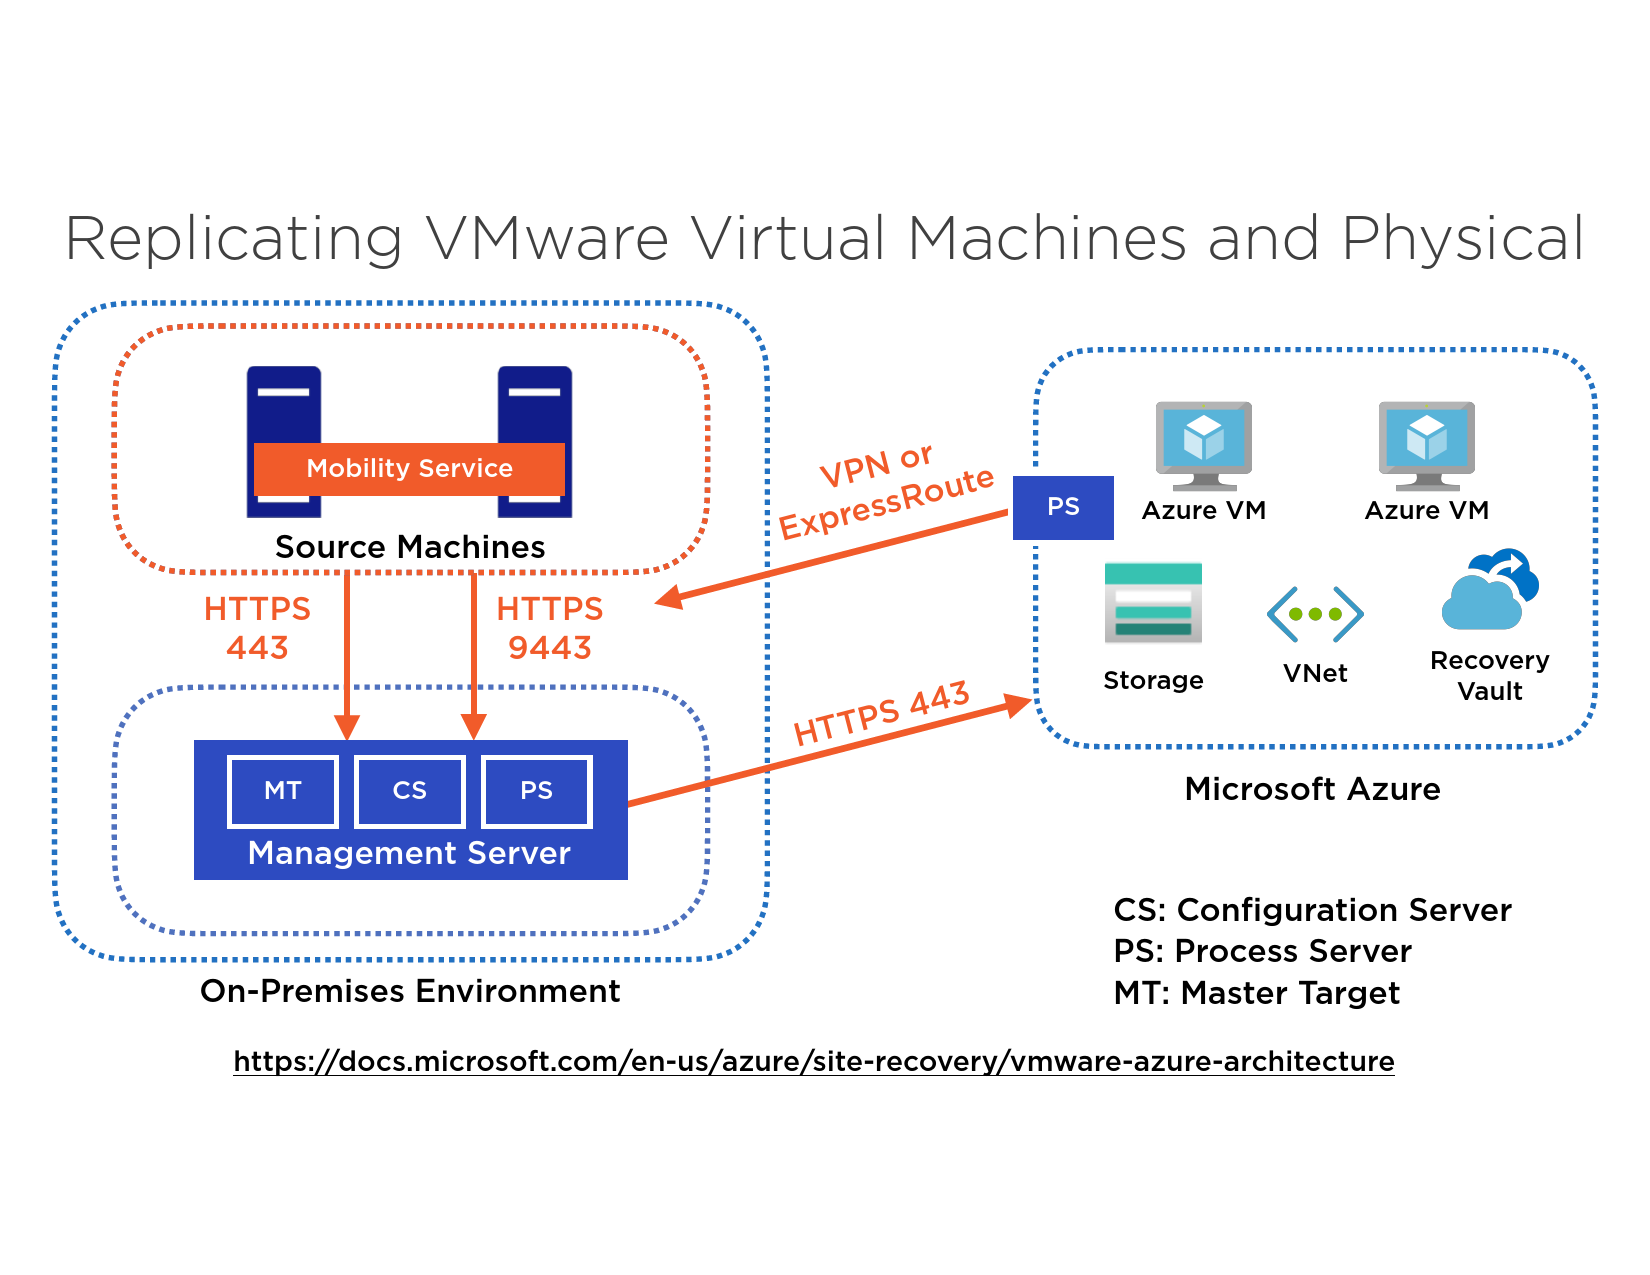 Replicating VMware Virtual Machines and Physical
Mobility Service
Source Machines
HTTPS
443
HTTPS
9443
MT
CS
PS
Management Server
On-Premises Environment
VPN or
ExpressRoute
HTTPS 443
PS
Azure VM
Azure VM
Storage
VNet
Recovery
Vault
Microsoft Azure
CS: Configuration Server
PS: Process Server
MT: Master Target
https://docs.microsoft.com/en-us/azure/site-recovery/vmware-azure-architecture